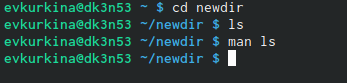 evkurkina@dk3n53 ~ $ cd newdir
evkurkina@dk3n53 ~/newdir $ ls
evkurkina@dk3n53 ~/newdir $ man ls
evkurkina@dk3n53 ~/newdir $